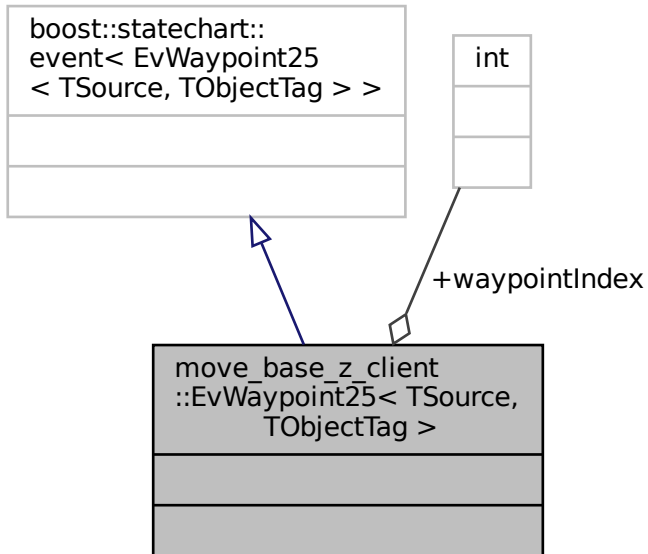 boost::statechart::
event< EvWaypoint25
< TSource, TObjectTag > >
int
+waypointIndex
move_base_z_client
::EvWaypoint25< TSource,
TObjectTag >